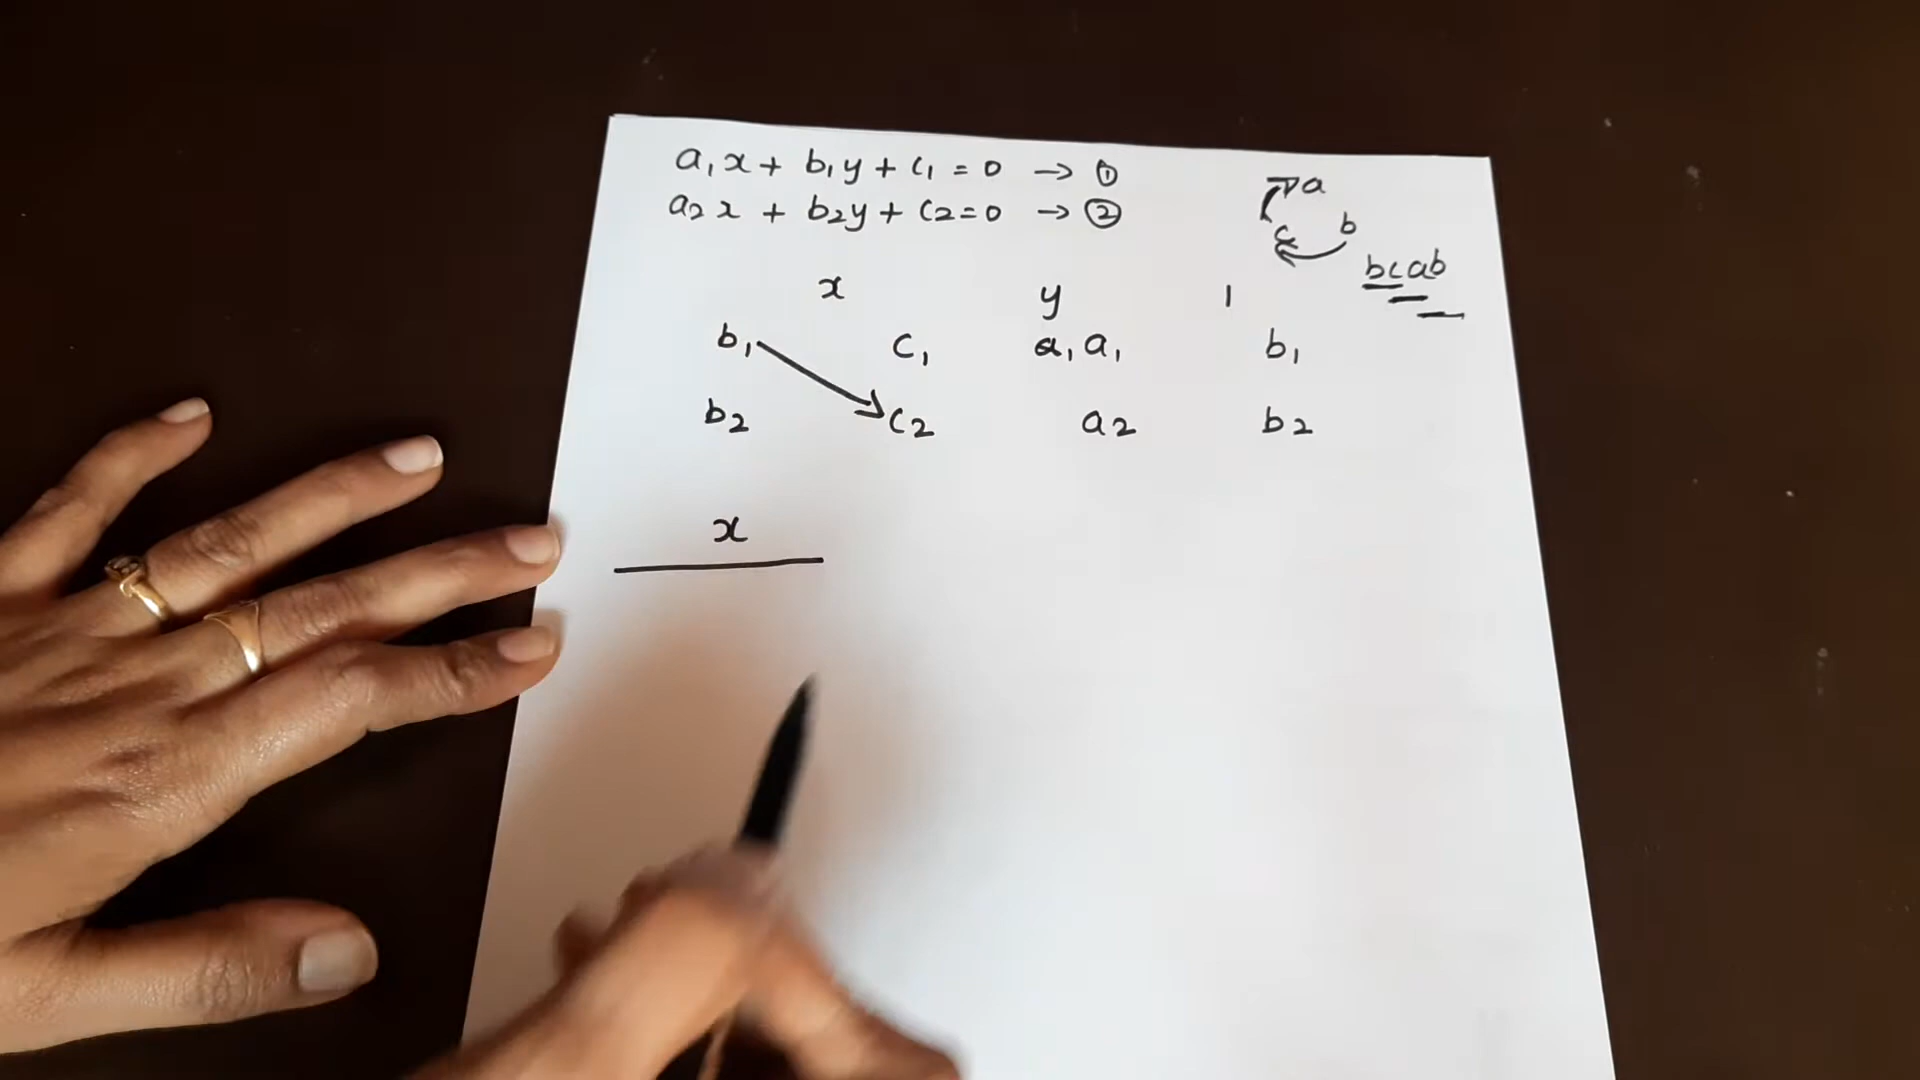 a₁x + b₁y + c₁ = 0 → ①
a₂x + b₂y + c₂ = 0 → ②
a
b
c
bcab
x y 1
b₁ c₁ a₁ a₁ b₁
b₂ c₂ a₂ b₂
x